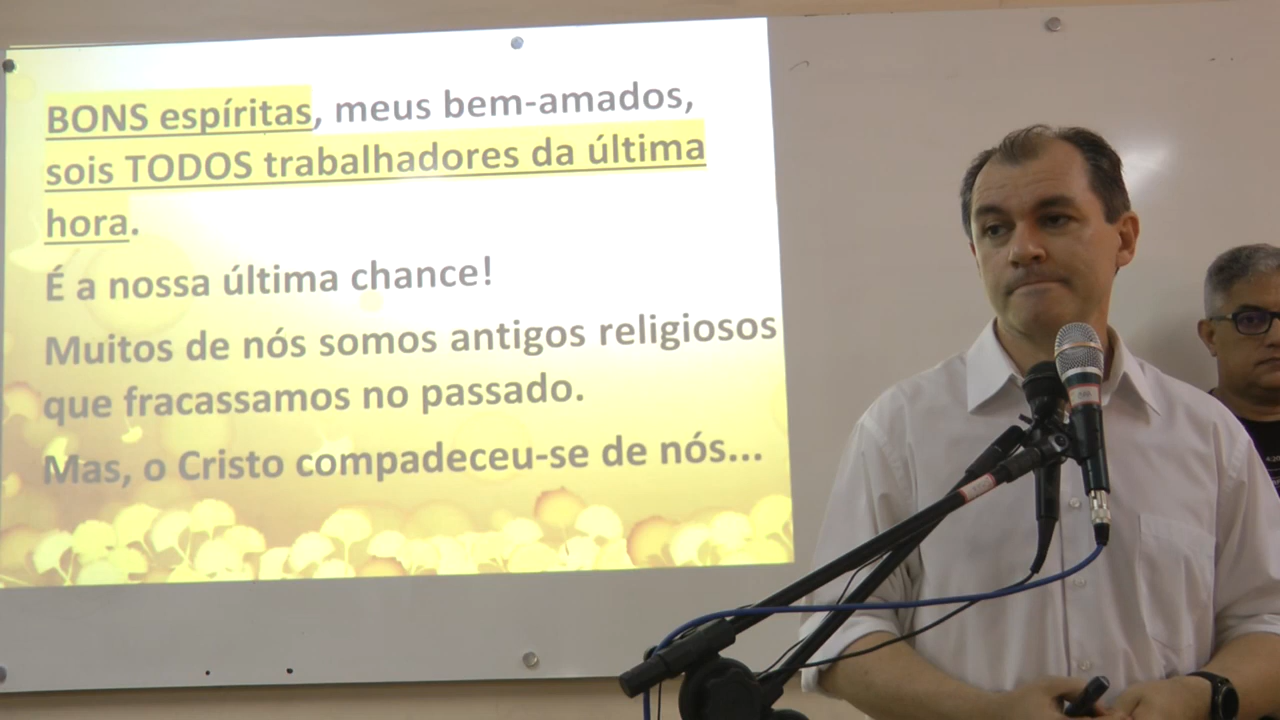 BONS espíritas, meus bem-amados,
sois TODOS trabalhadores da última
hora.
É a nossa última chance!
Muitos de nós somos antigos religiosos
que fracassamos no passado.
Mas, o Cristo compadeceu-se de nós...